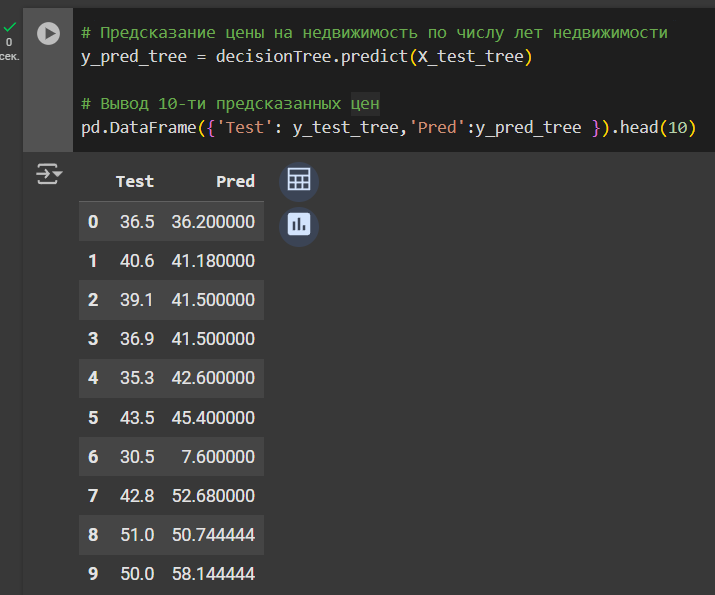 0
сек.
# Предсказание цены на недвижимость по числу лет недвижимости
y_pred_tree = decisionTree.predict(X_test_tree)
# Вывод 10-ти предсказанных цен
pd.DataFrame({'Test': y_test_tree,'Pred':y_pred_tree }).head(10)
Test Pred
0 36.5 36.200000
1 40.6 41.180000
2 39.1 41.500000
3 36.9 41.500000
4 35.3 42.600000
5 43.5 45.400000
6 30.5 7.600000
7 42.8 52.680000
8 51.0 50.744444
9 50.0 58.144444